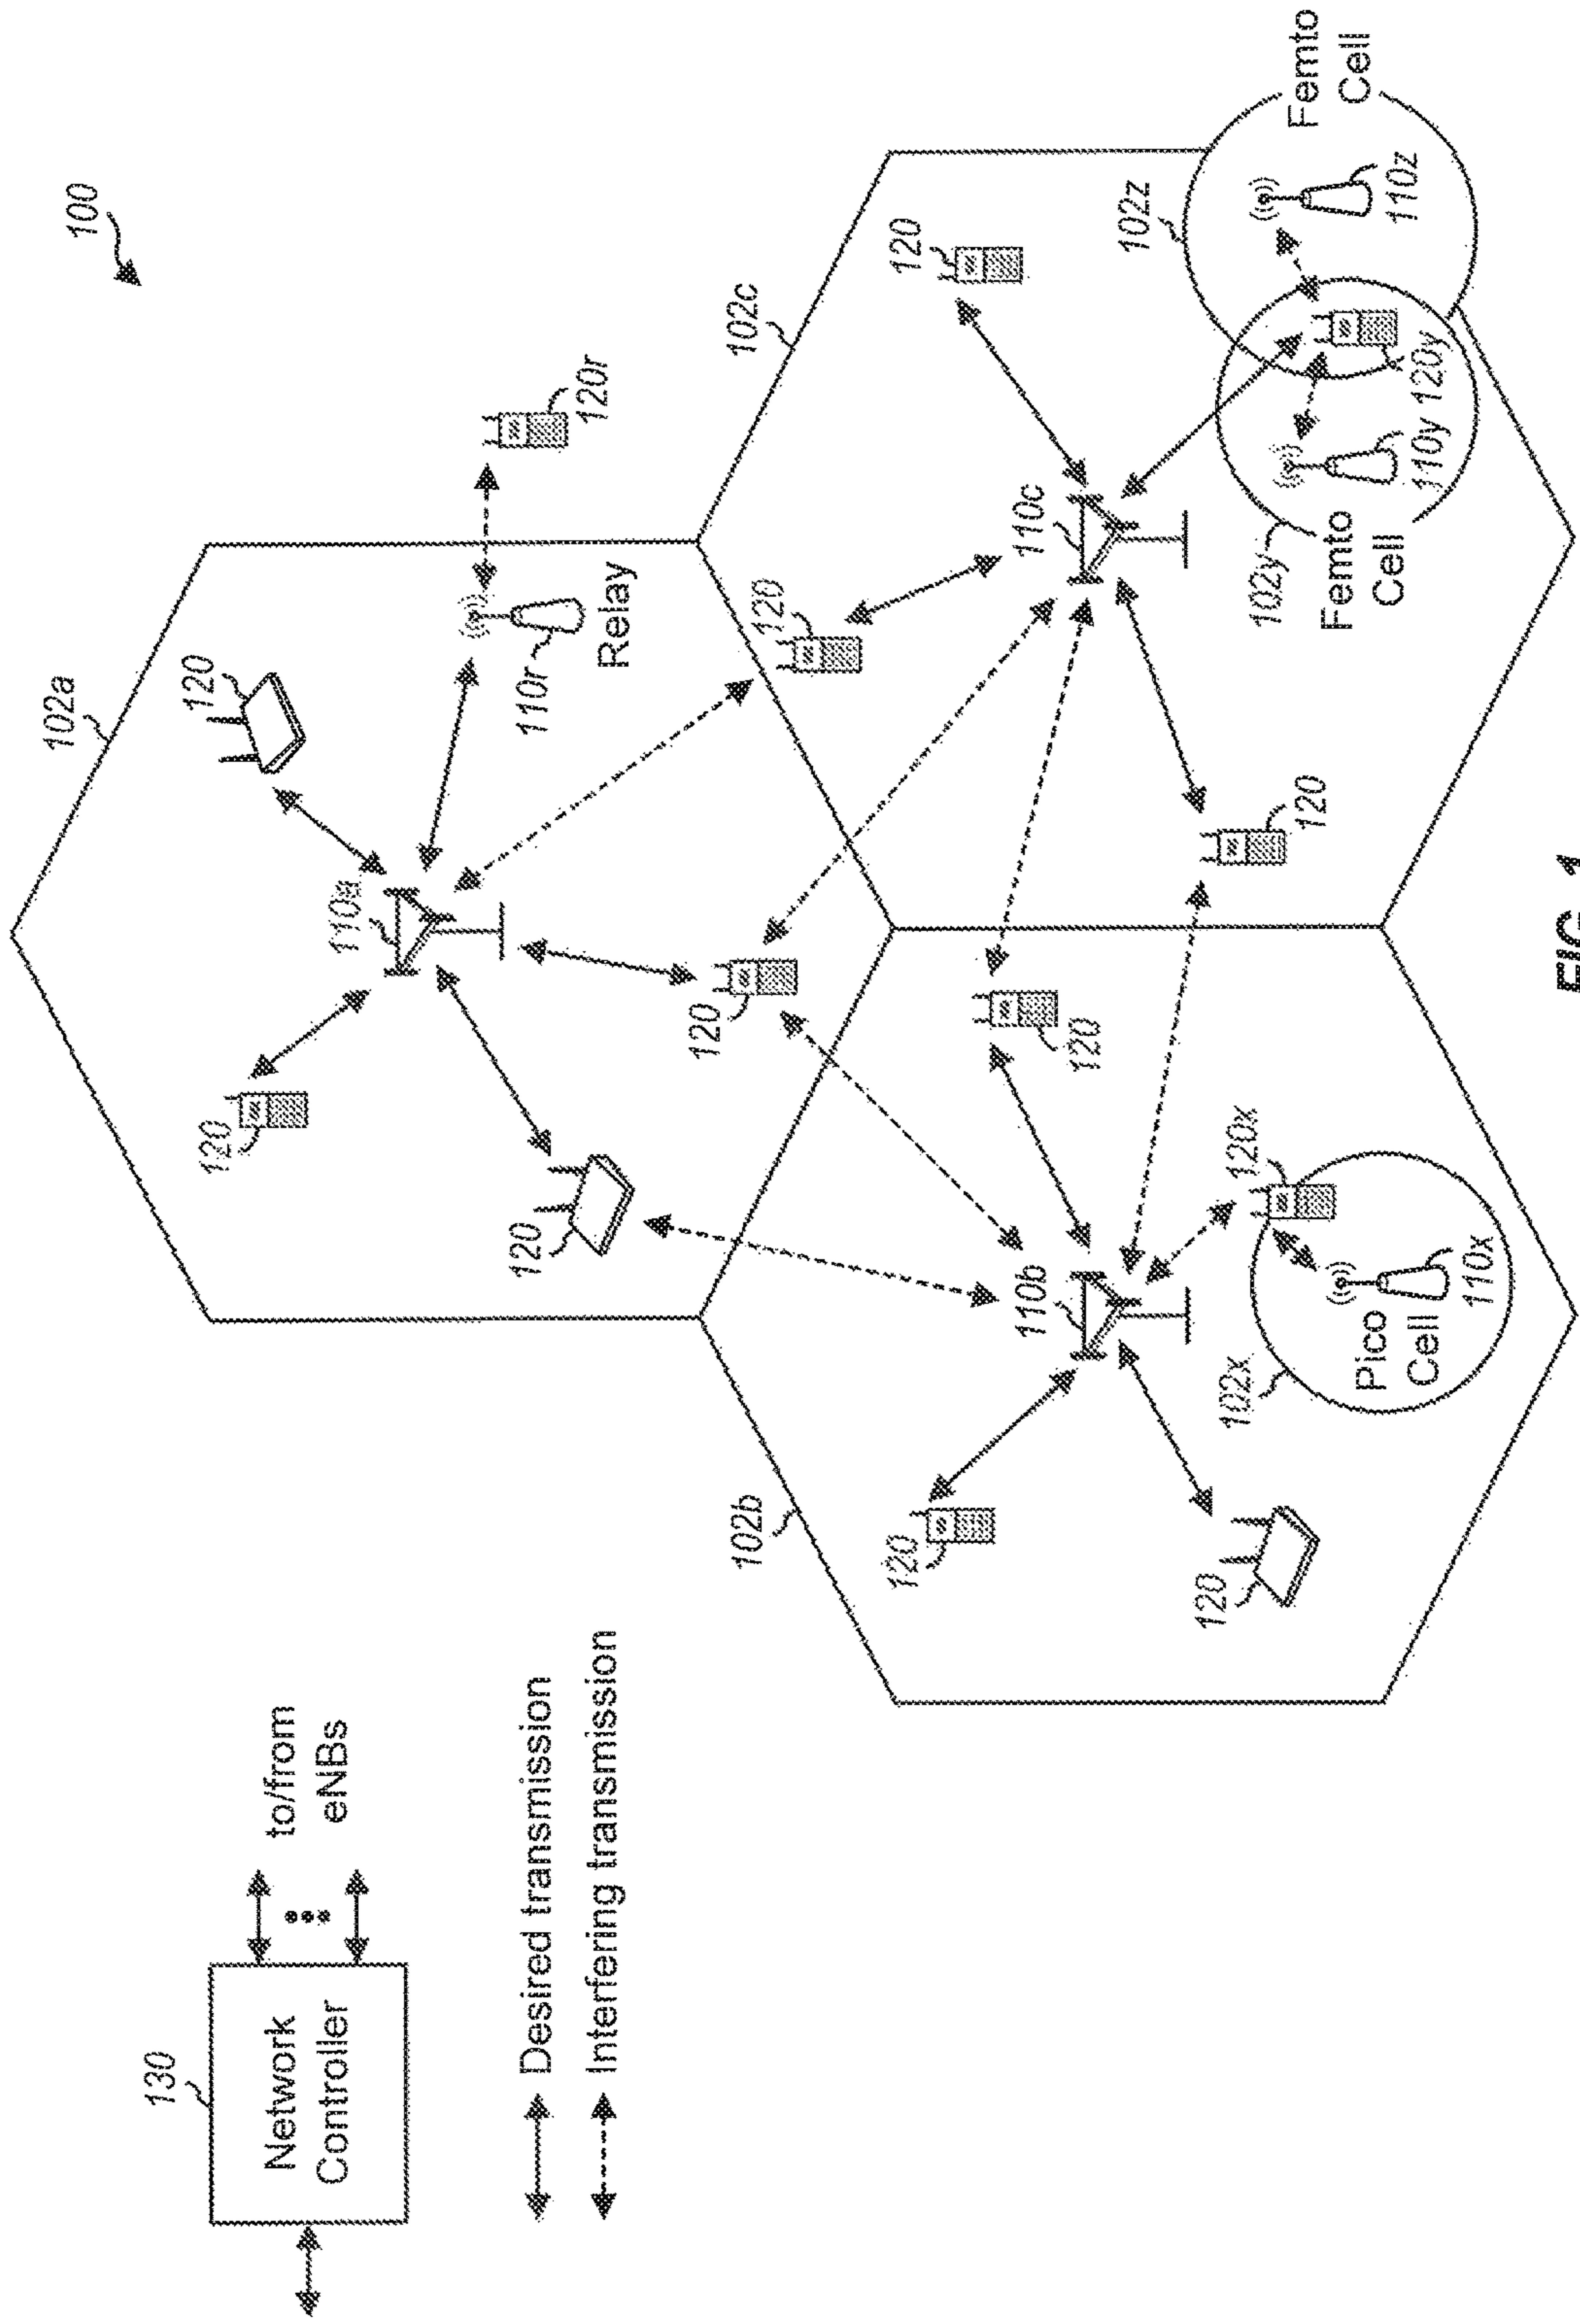 100
130
Network
Controller
to/from
eNBs
Desired transmission
Interfering transmission
102a
120
120
110a
120
120
110r
Relay
120r
102b
120
120
110b
120
120
102x
Pico
Cell
110x
120x
102c
120
120
110c
120
102y
Femto
Cell
110y
120y
102z
110z
Femto
Cell
FIG. 1